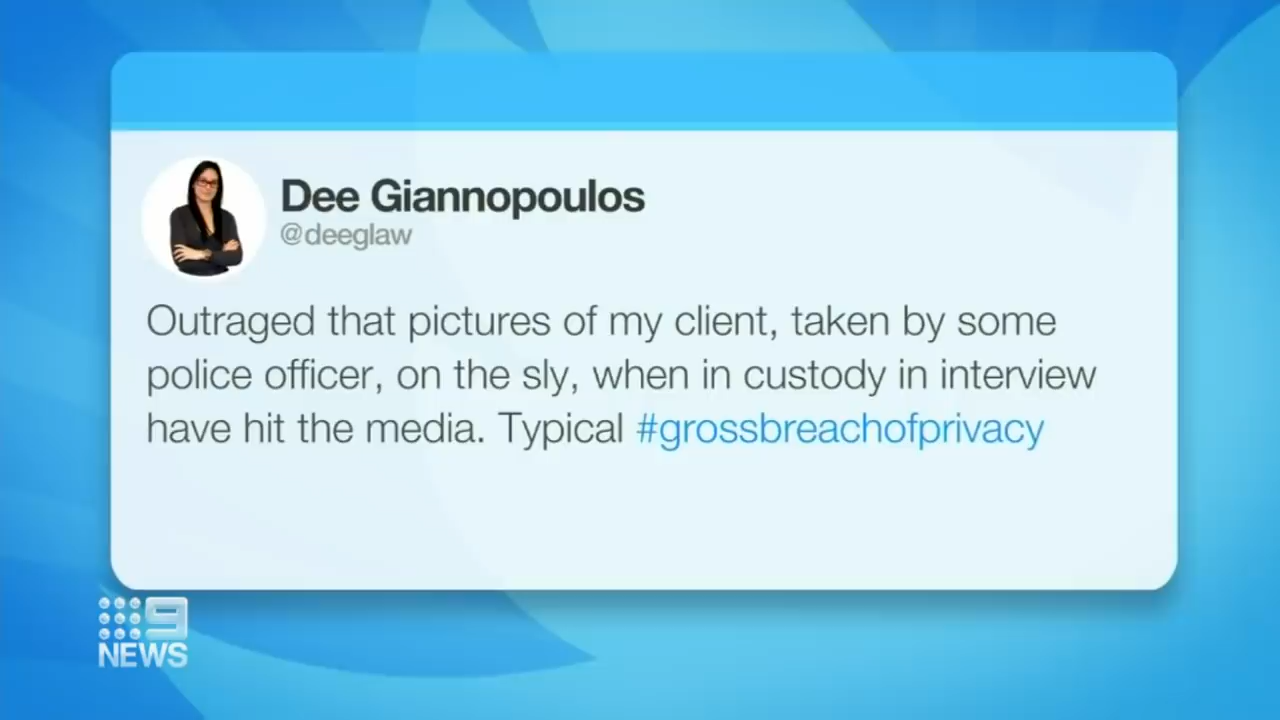 Dee Giannopoulos
@deeglaw
Outraged that pictures of my client, taken by some
police officer, on the sly, when in custody in interview
have hit the media. Typical #grossbreachofprivacy
9
NEWS